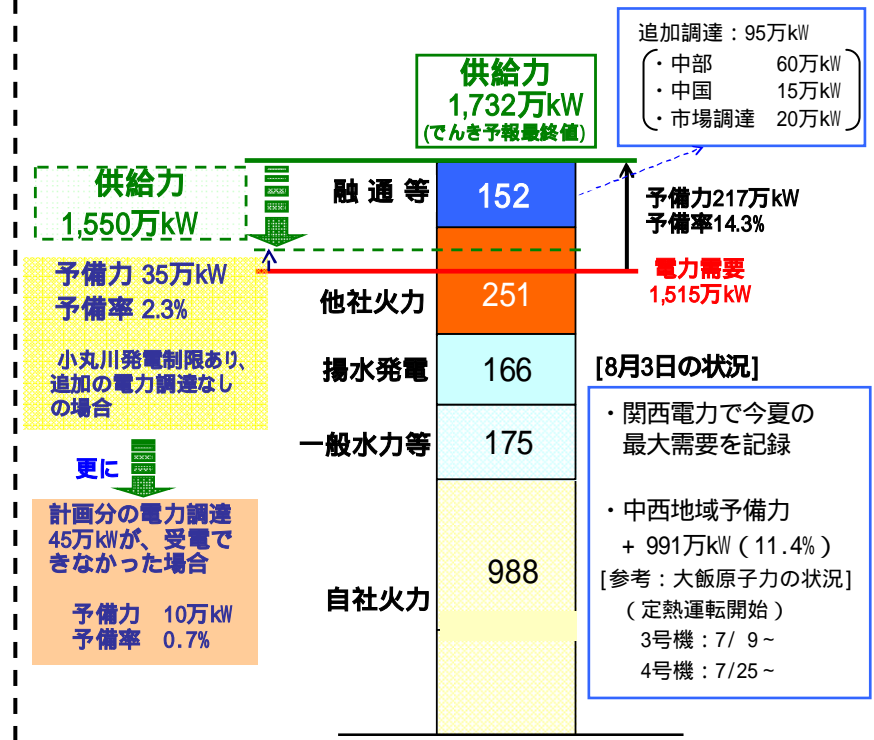 追加調達：95万kW
・中部 60万kW
・中国 15万kW
・市場調達 20万kW
供給力
1,732万kW
(でんき予報最終値)
供給力
1,550万kW
予備力 35万kW
予備率 2.3%
小丸川発電制限あり、
追加の電力調達なし
の場合
更に
計画分の電力調達
45万kWが、受電で
きなかった場合
予備力 10万kW
予備率 0.7%
融通等
152
他社火力
251
揚水発電
166
一般水力等
175
自社火力
988
予備力217万kW
予備率14.3%
電力需要
1,515万kW
[8月3日の状況]
・関西電力で今夏の
最大需要を記録
・中西地域予備力
+ 991万kW（11.4%）
[参考：大飯原子力の状況]
（定熱運転開始）
3号機：7/ 9～
4号機：7/25～